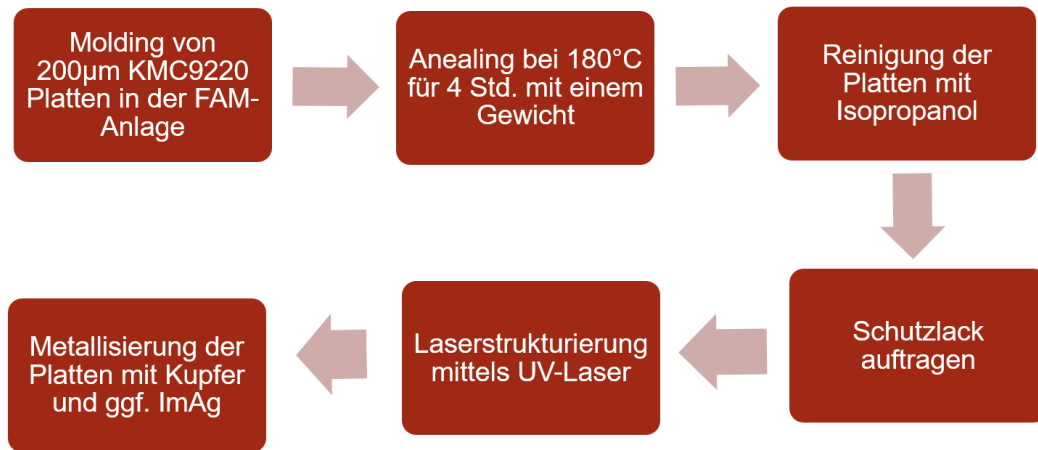 Molding von
200µm KMC9220
Platten in der FAM-
Anlage
Anealing bei 180°C
für 4 Std. mit einem
Gewicht
Reinigung der
Platten mit
Isopropanol
Schutzlack
auftragen
Laserstrukturierung
mittels UV-Laser
Metallisierung der
Platten mit Kupfer
und ggf. ImAg